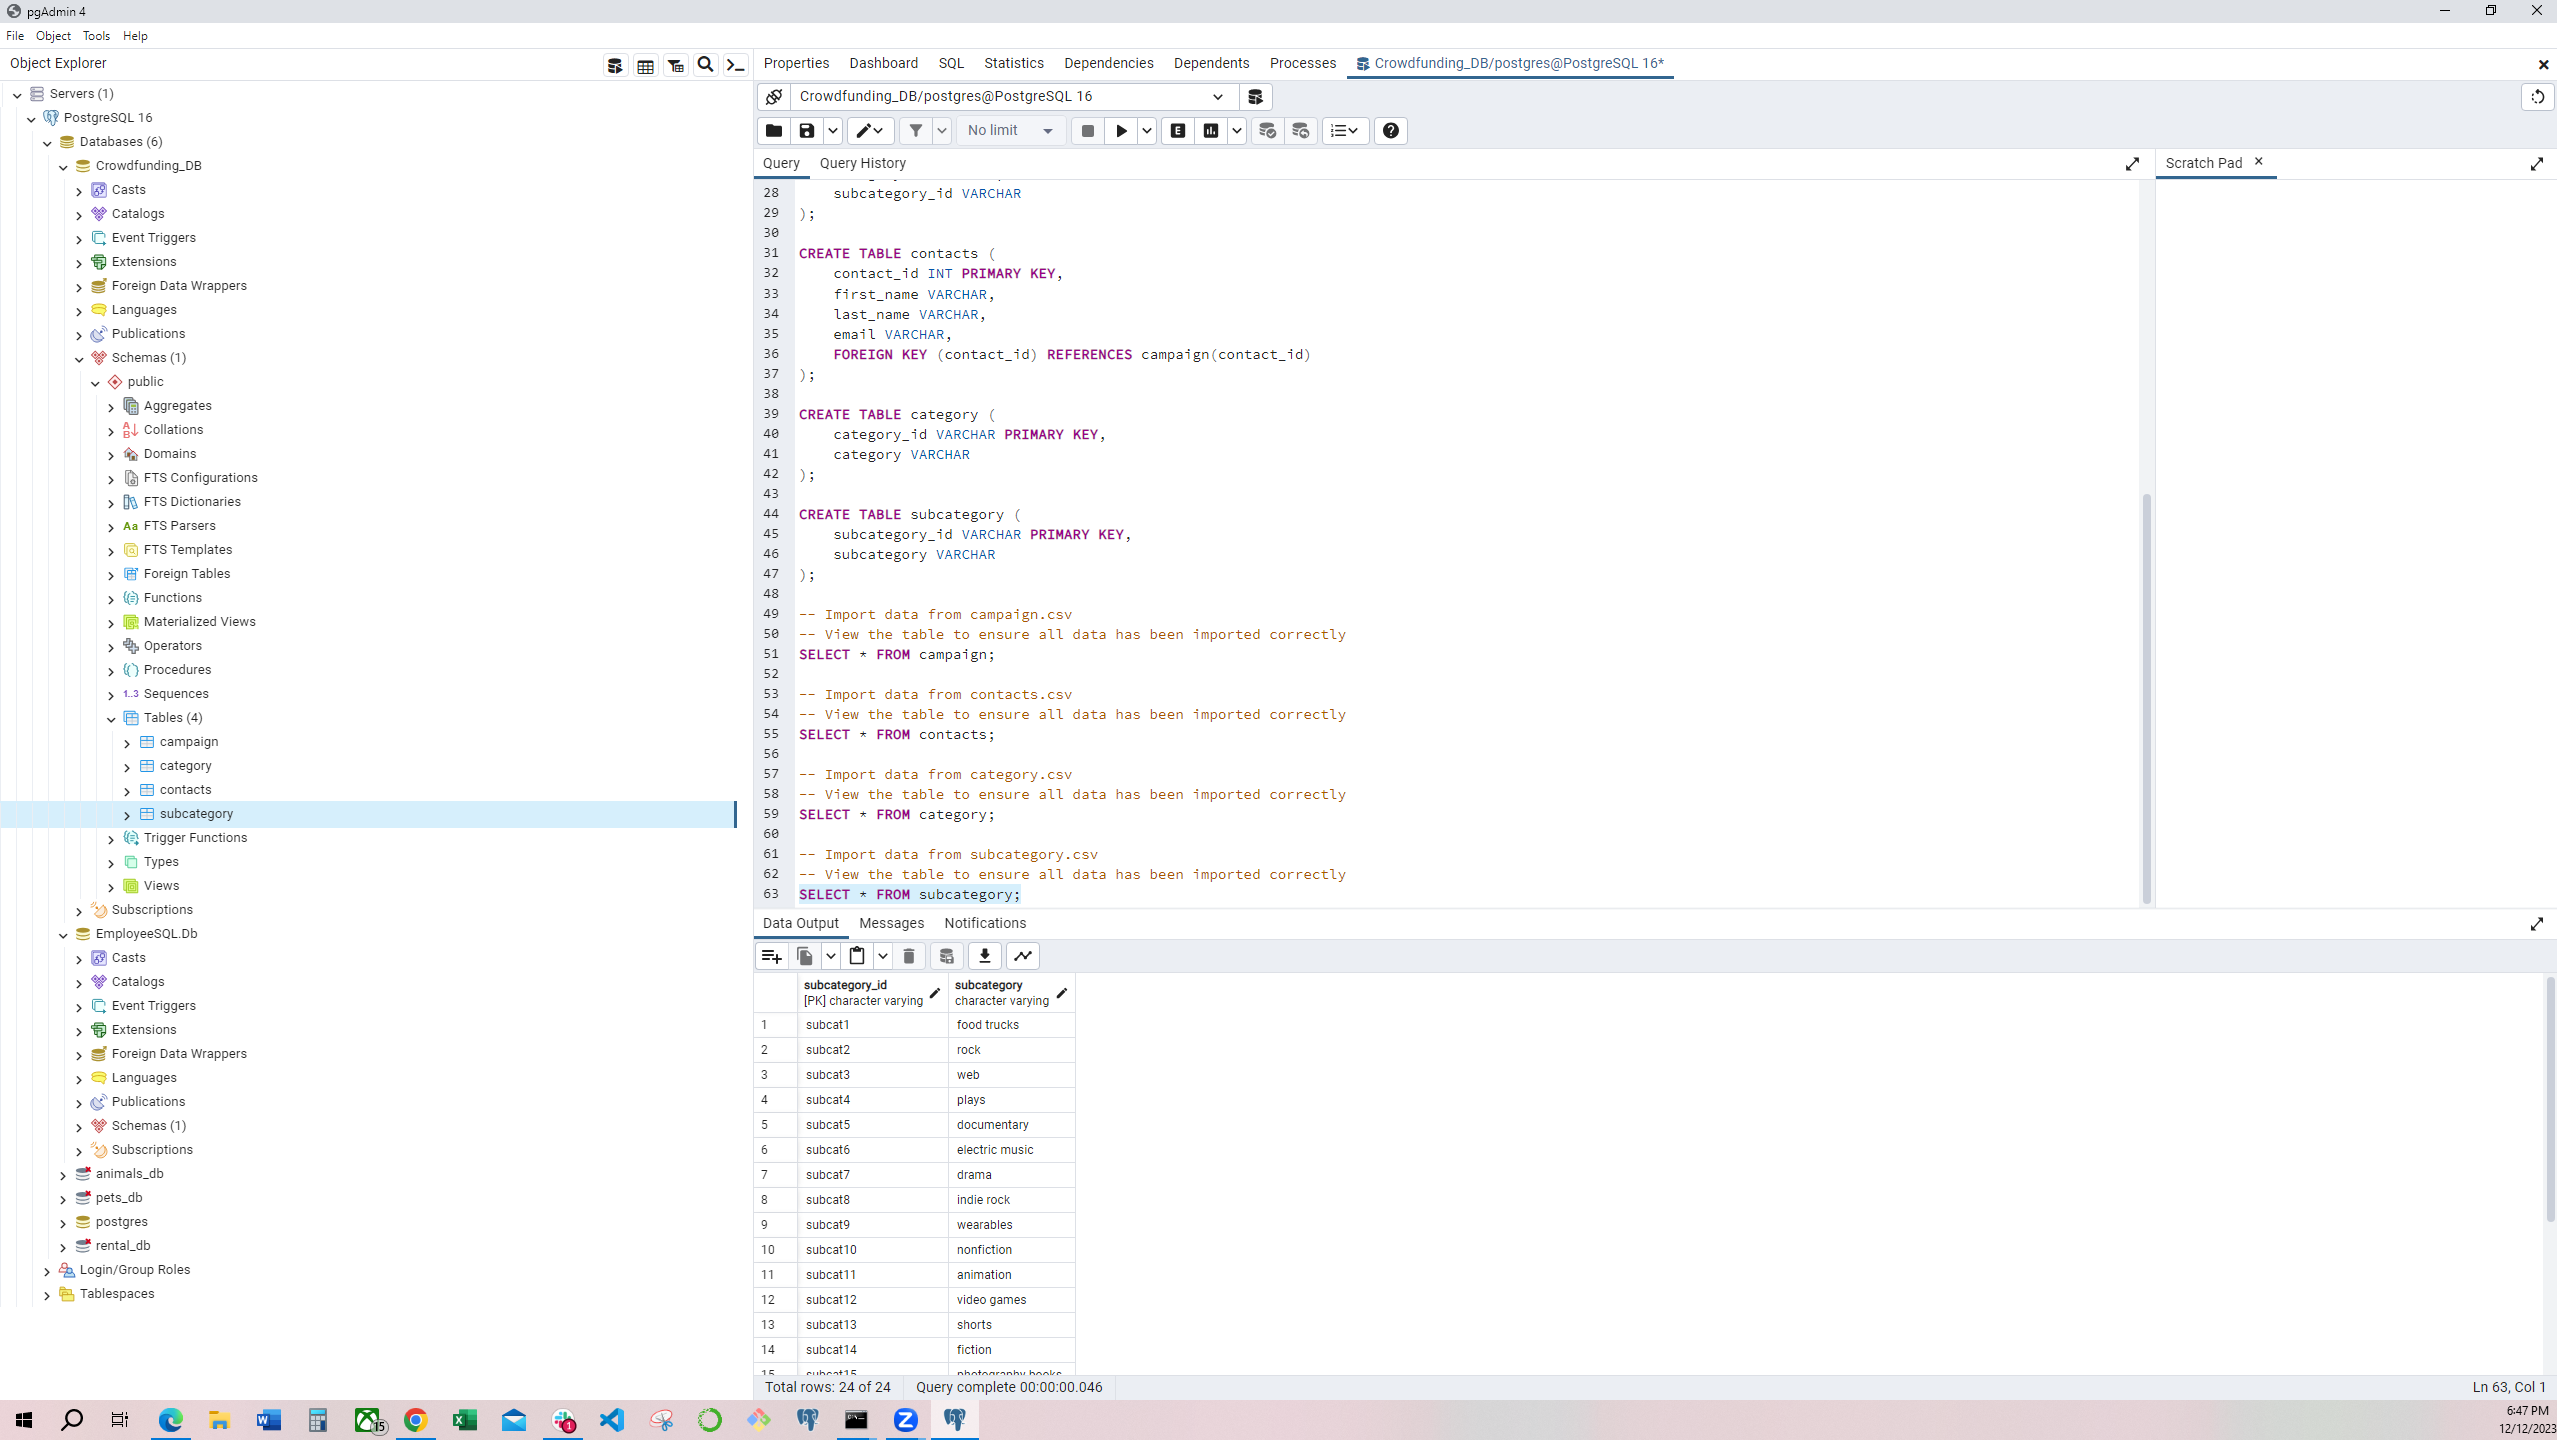 pgAdmin 4
File Object Tools Help
Object Explorer
Servers (1)
PostgreSQL 16
Databases (6)
Crowdfunding_DB
Casts
Catalogs
Event Triggers
Extensions
Foreign Data Wrappers
Languages
Publications
Schemas (1)
public
Aggregates
Collations
Domains
FTS Configurations
FTS Dictionaries
Aa FTS Parsers
FTS Templates
Foreign Tables
Functions
Materialized Views
Operators
Procedures
1..3 Sequences
Tables (4)
campaign
category
contacts
subcategory
Trigger Functions
Types
Views
Subscriptions
EmployeeSQL.Db
Casts
Catalogs
Event Triggers
Extensions
Foreign Data Wrappers
Languages
Publications
Schemas (1)
Subscriptions
animals_db
pets_db
postgres
rental_db
Login/Group Roles
Tablespaces
Properties Dashboard SQL Statistics Dependencies Dependents Processes Crowdfunding_DB/postgres@PostgreSQL 16*
Crowdfunding_DB/postgres@PostgreSQL 16
No limit
Query Query History
Scratch Pad
28 subcategory_id VARCHAR
29 );
30
31 CREATE TABLE contacts (
32 contact_id INT PRIMARY KEY,
33 first_name VARCHAR,
34 last_name VARCHAR,
35 email VARCHAR,
36 FOREIGN KEY (contact_id) REFERENCES campaign(contact_id)
37 );
38
39 CREATE TABLE category (
40 category_id VARCHAR PRIMARY KEY,
41 category VARCHAR
42 );
43
44 CREATE TABLE subcategory (
45 subcategory_id VARCHAR PRIMARY KEY,
46 subcategory VARCHAR
47 );
48
49 -- Import data from campaign.csv
50 -- View the table to ensure all data has been imported correctly
51 SELECT * FROM campaign;
52
53 -- Import data from contacts.csv
54 -- View the table to ensure all data has been imported correctly
55 SELECT * FROM contacts;
56
57 -- Import data from category.csv
58 -- View the table to ensure all data has been imported correctly
59 SELECT * FROM category;
60
61 -- Import data from subcategory.csv
62 -- View the table to ensure all data has been imported correctly
63 SELECT * FROM subcategory;
Data Output Messages Notifications
subcategory_id subcategory
[PK] character varying character varying
1 subcat1 food trucks
2 subcat2 rock
3 subcat3 web
4 subcat4 plays
5 subcat5 documentary
6 subcat6 electric music
7 subcat7 drama
8 subcat8 indie rock
9 subcat9 wearables
10 subcat10 nonfiction
11 subcat11 animation
12 subcat12 video games
13 subcat13 shorts
14 subcat14 fiction
15 subcat15 photography books
Total rows: 24 of 24 Query complete 00:00:00.046
Ln 63, Col 1
15
1
6:47 PM
12/12/2023